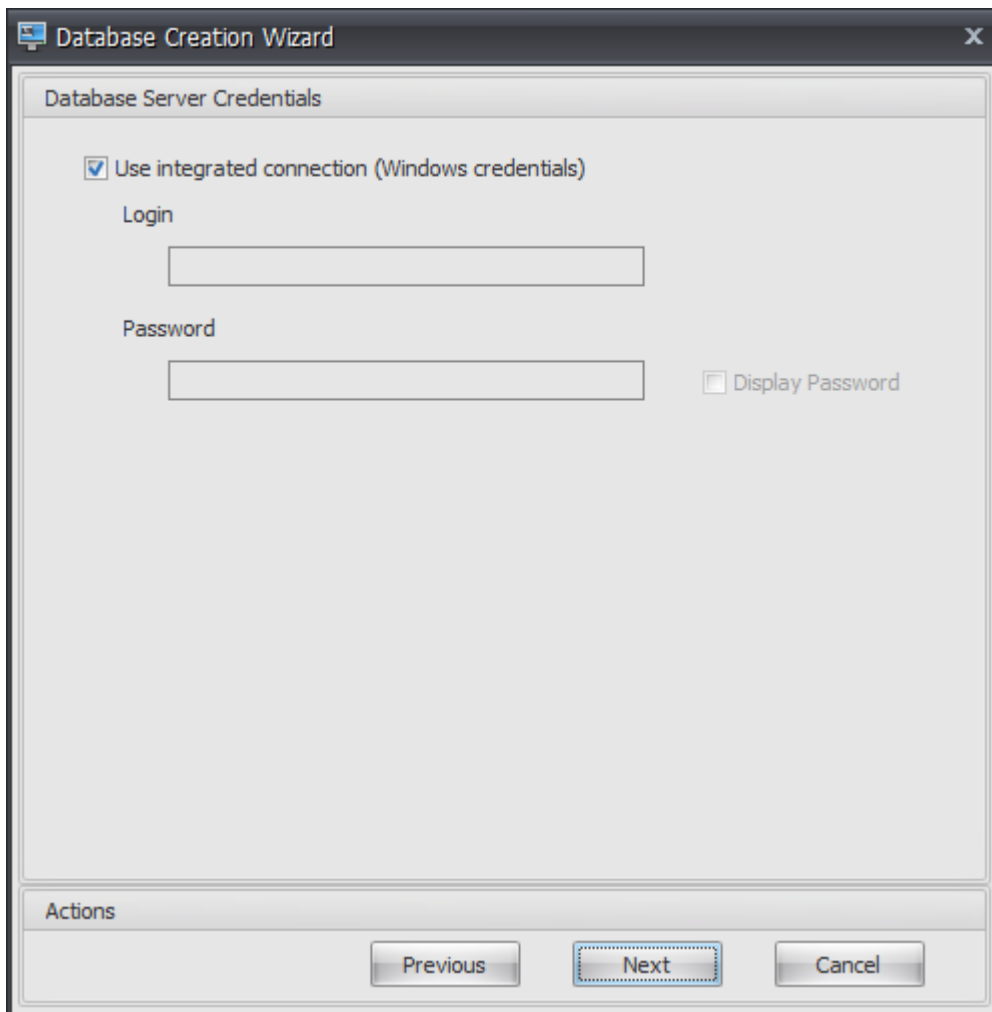 Database Creation Wizard
Database Server Credentials
Use integrated connection (Windows credentials)
Login
Password
Display Password
Actions
Previous Next Cancel